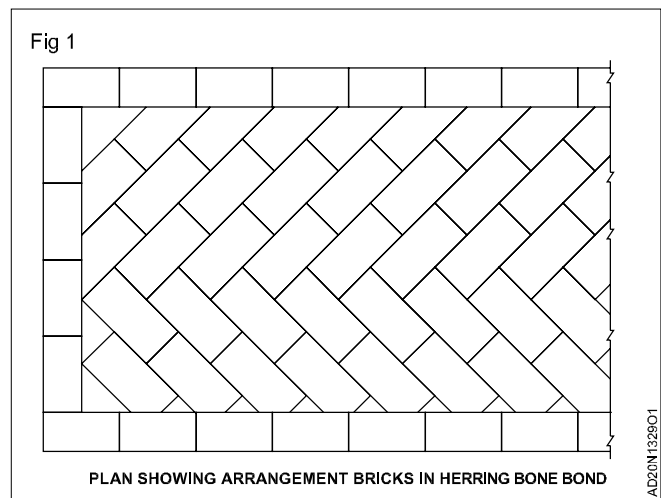 Fig 1
PLAN SHOWING ARRANGEMENT BRICKS IN HERRING BONE BOND
AD20N1329O1